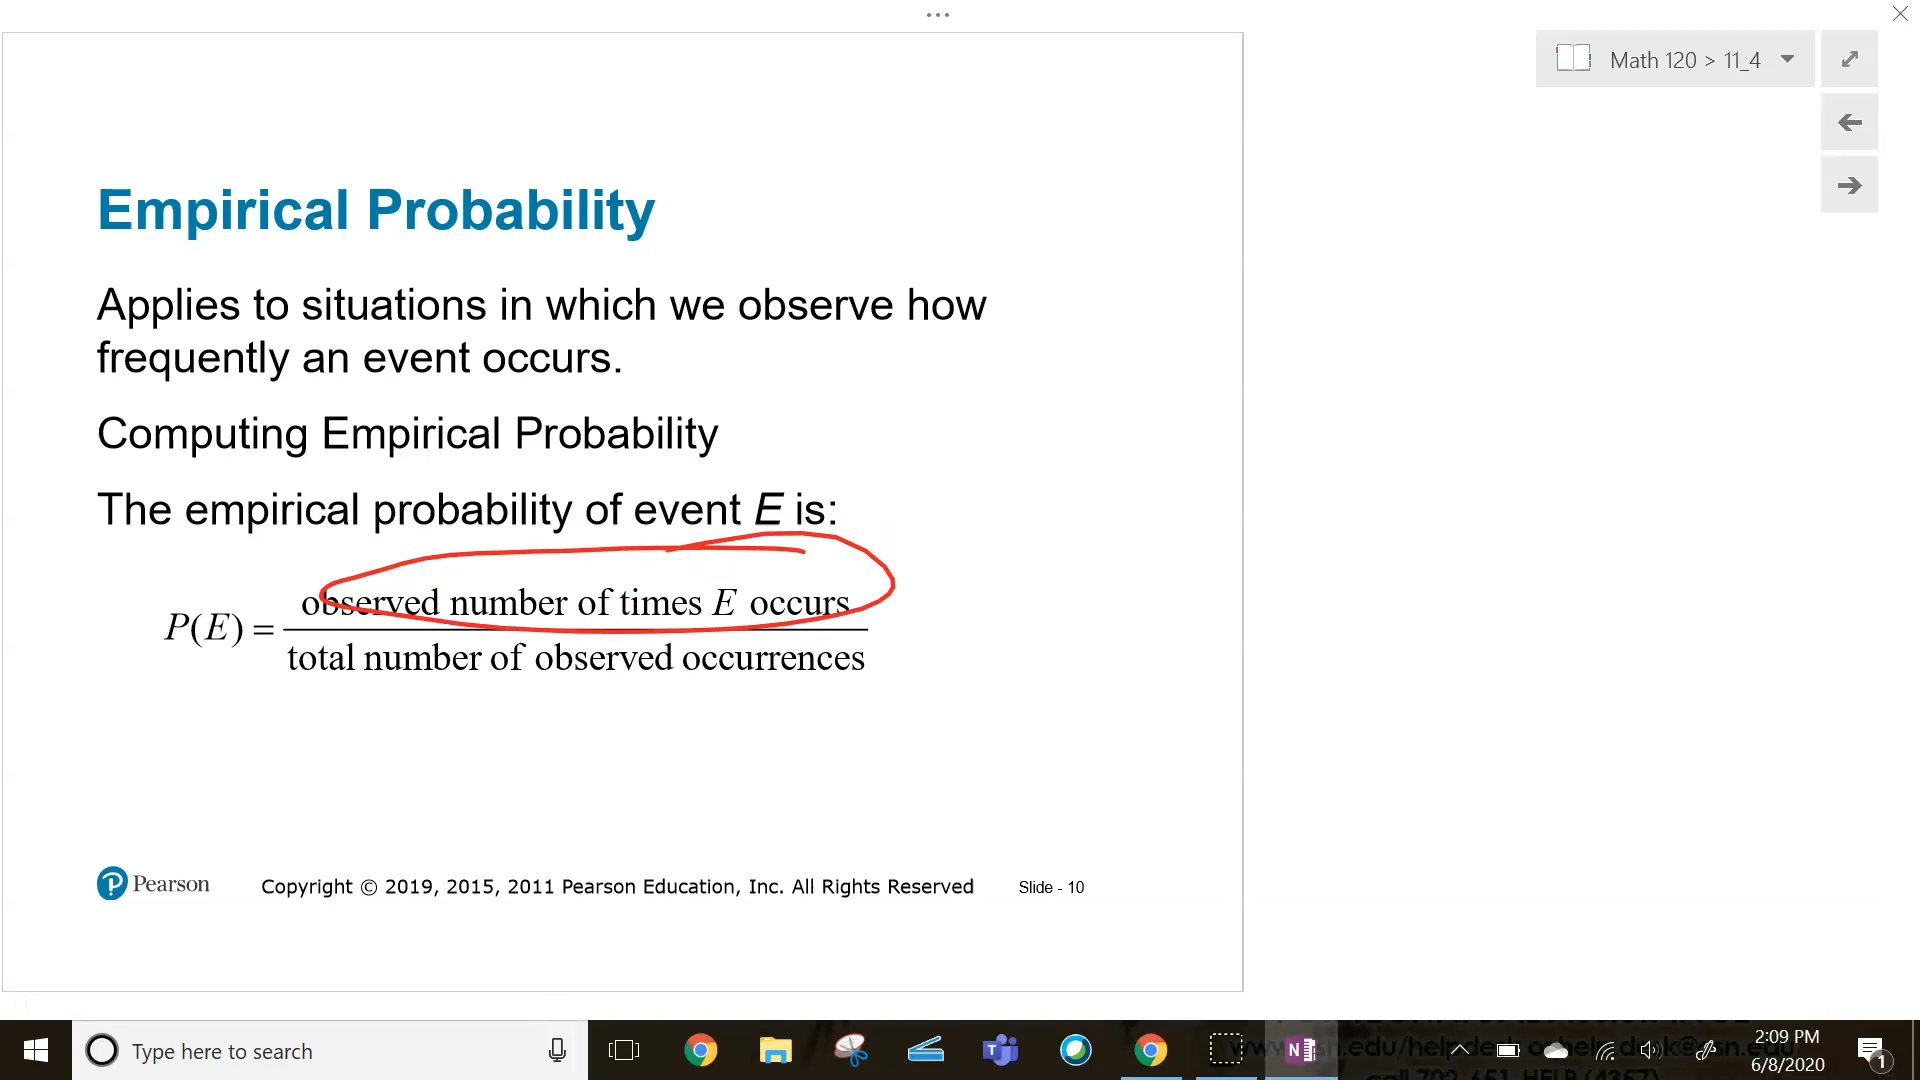 Math 120 > 11_4
Empirical Probability
Applies to situations in which we observe how
frequently an event occurs.
Computing Empirical Probability
The empirical probability of event E is:
observed number of times E occurs
P(E) =
total number of observed occurrences
Pearson
Copyright © 2019, 2015, 2011 Pearson Education, Inc. All Rights Reserved
Slide - 10
Type here to search
2:09 PM
6/8/2020
1